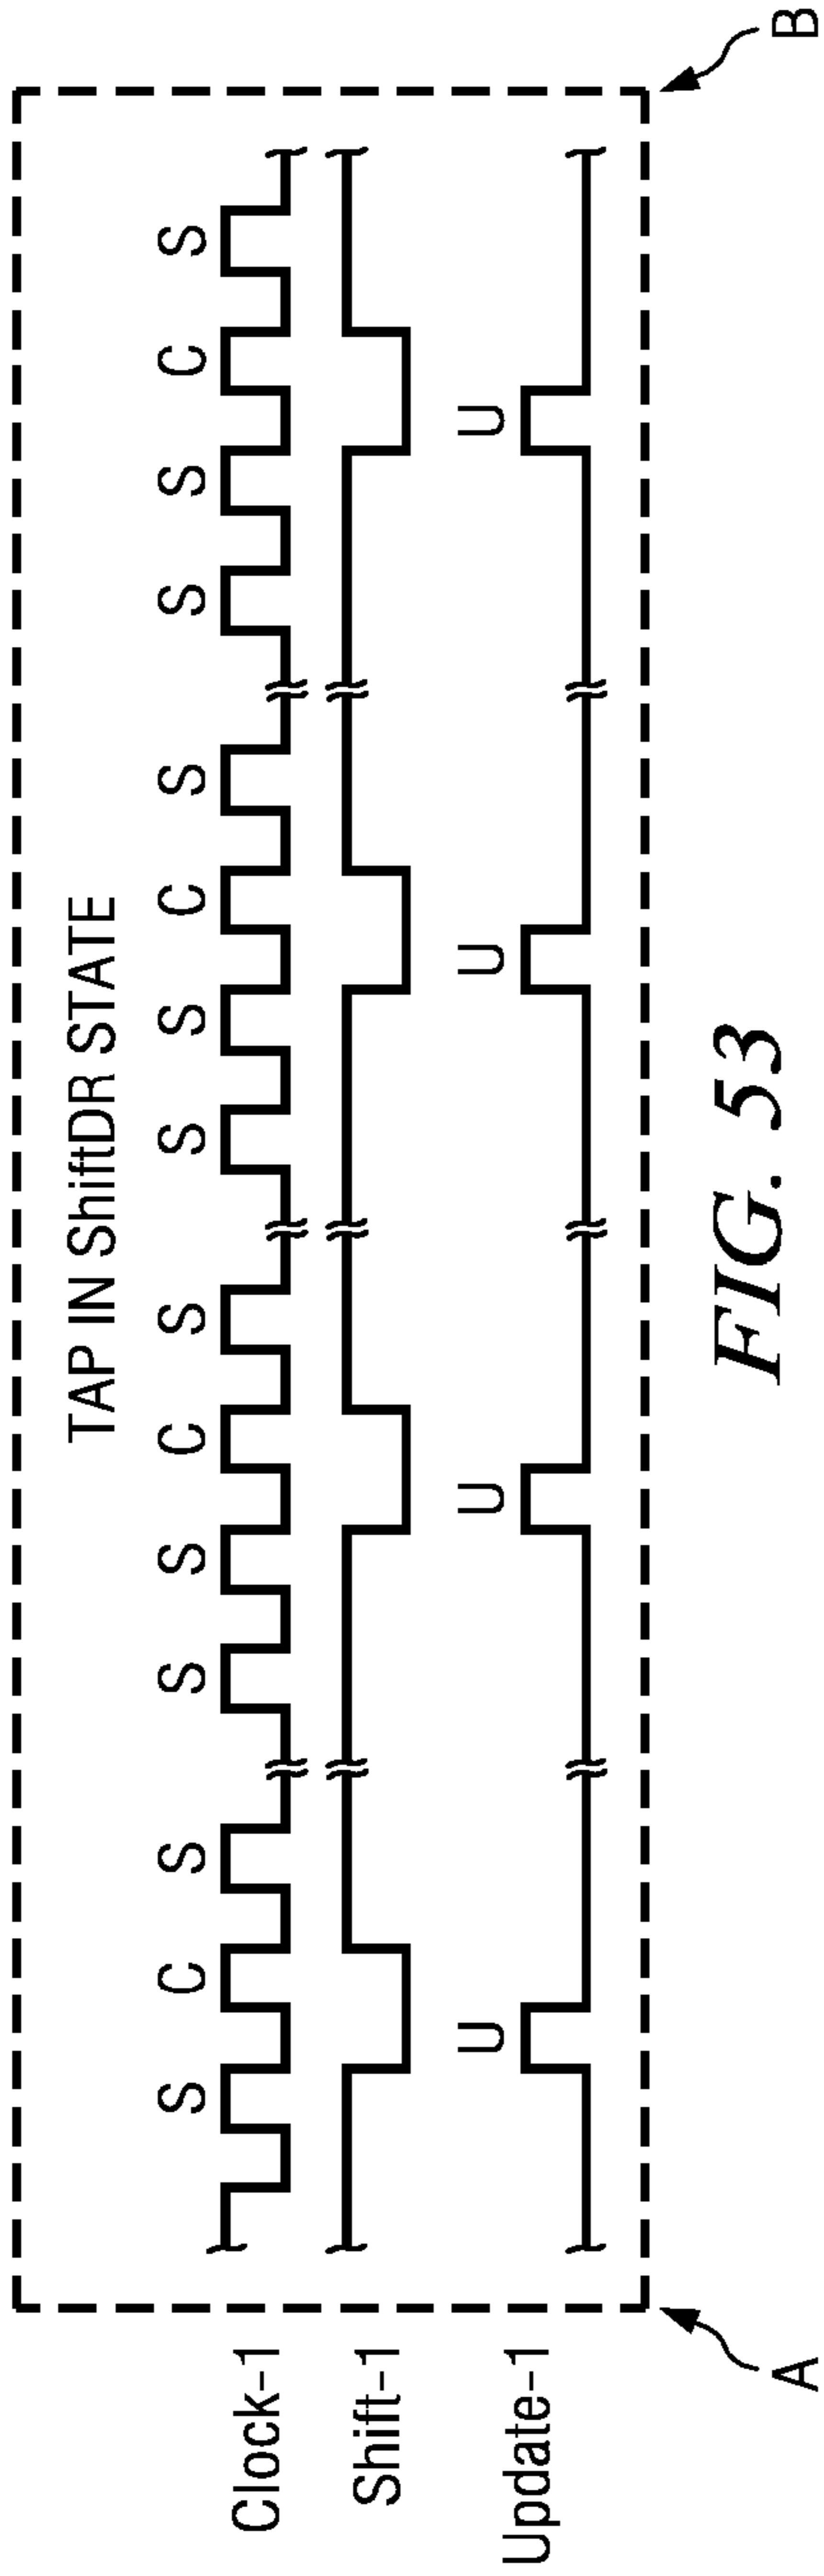 TAP IN ShiftDR STATE
S C S S S C S S S C S S S C S
Clock-1
Shift-1
U U U U
Update-1
A
B
FIG. 53